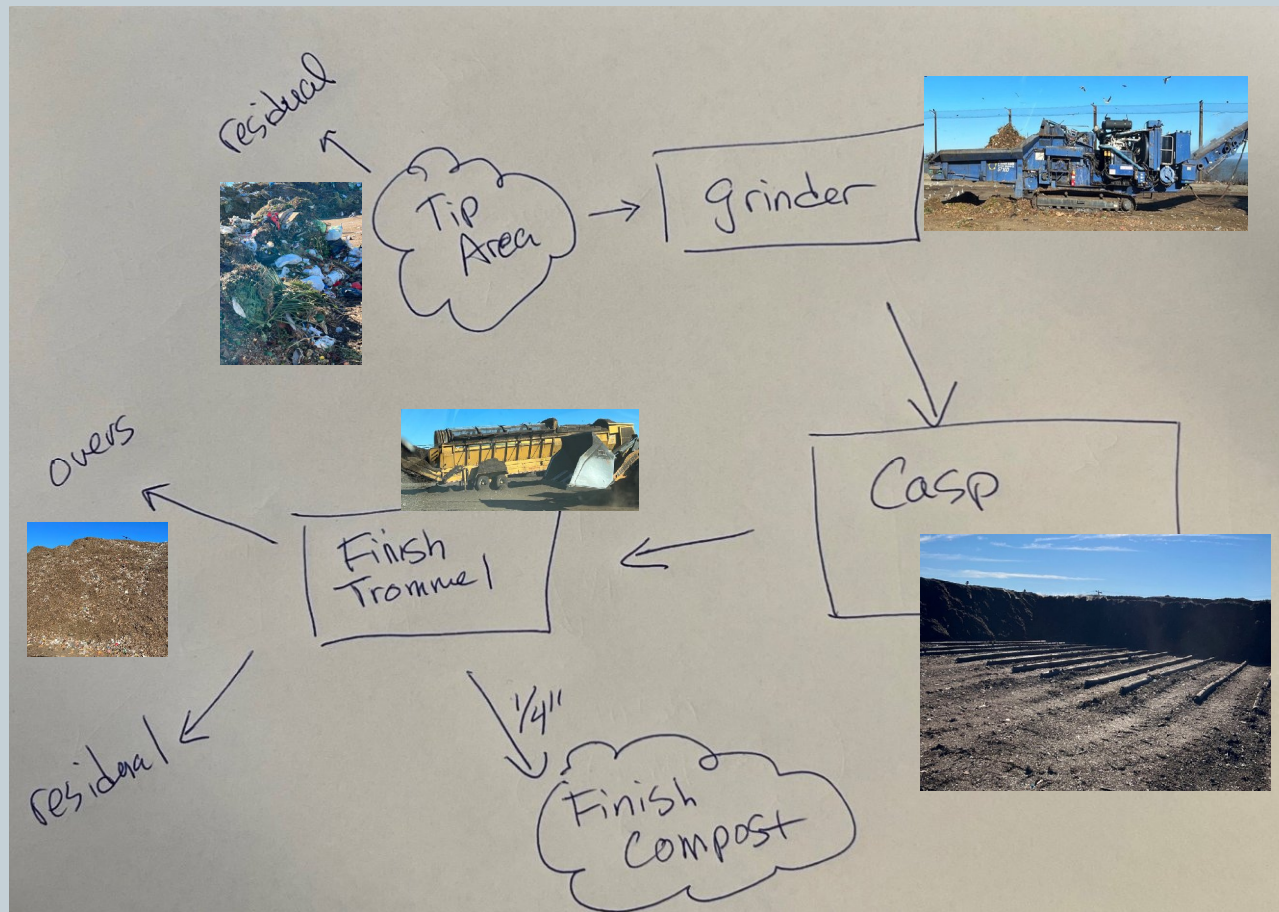 residual
Tip
Area
grinder
Casp
overs
Finish
Trommel
residual
1/4"
Finish
Compost